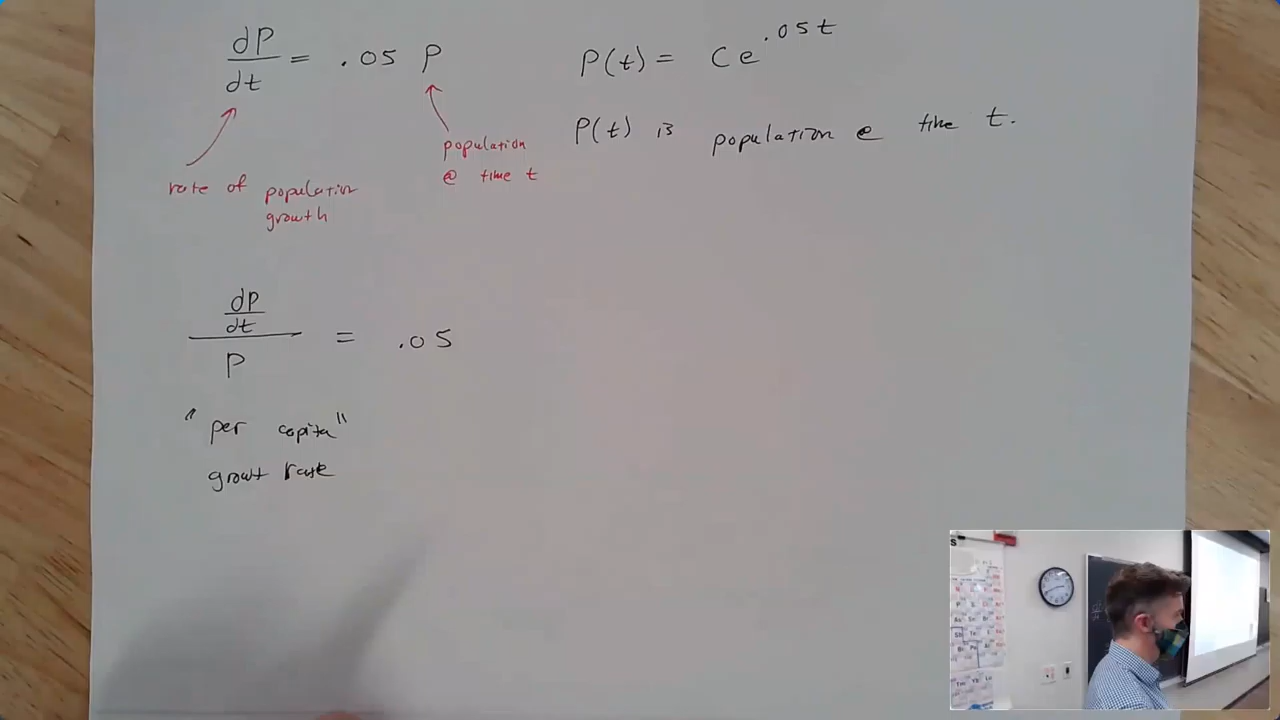 dP/dt = .05 P
P(t) = Ce^.05t
P(t) is population @ time t.
population
@ time t
rate of population
growth
dP/dt / P = .05
"per capita"
growt rate